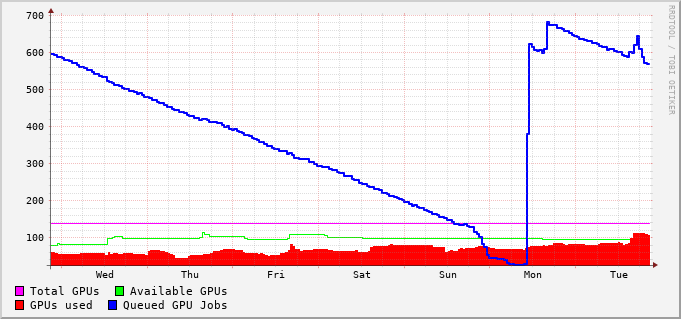 700
600
500
400
300
200
100
Wed Thu Fri Sat Sun Mon Tue
Total GPUs Available GPUs
GPUs used Queued GPU Jobs
RRDTOOL / TOBI OETIKER